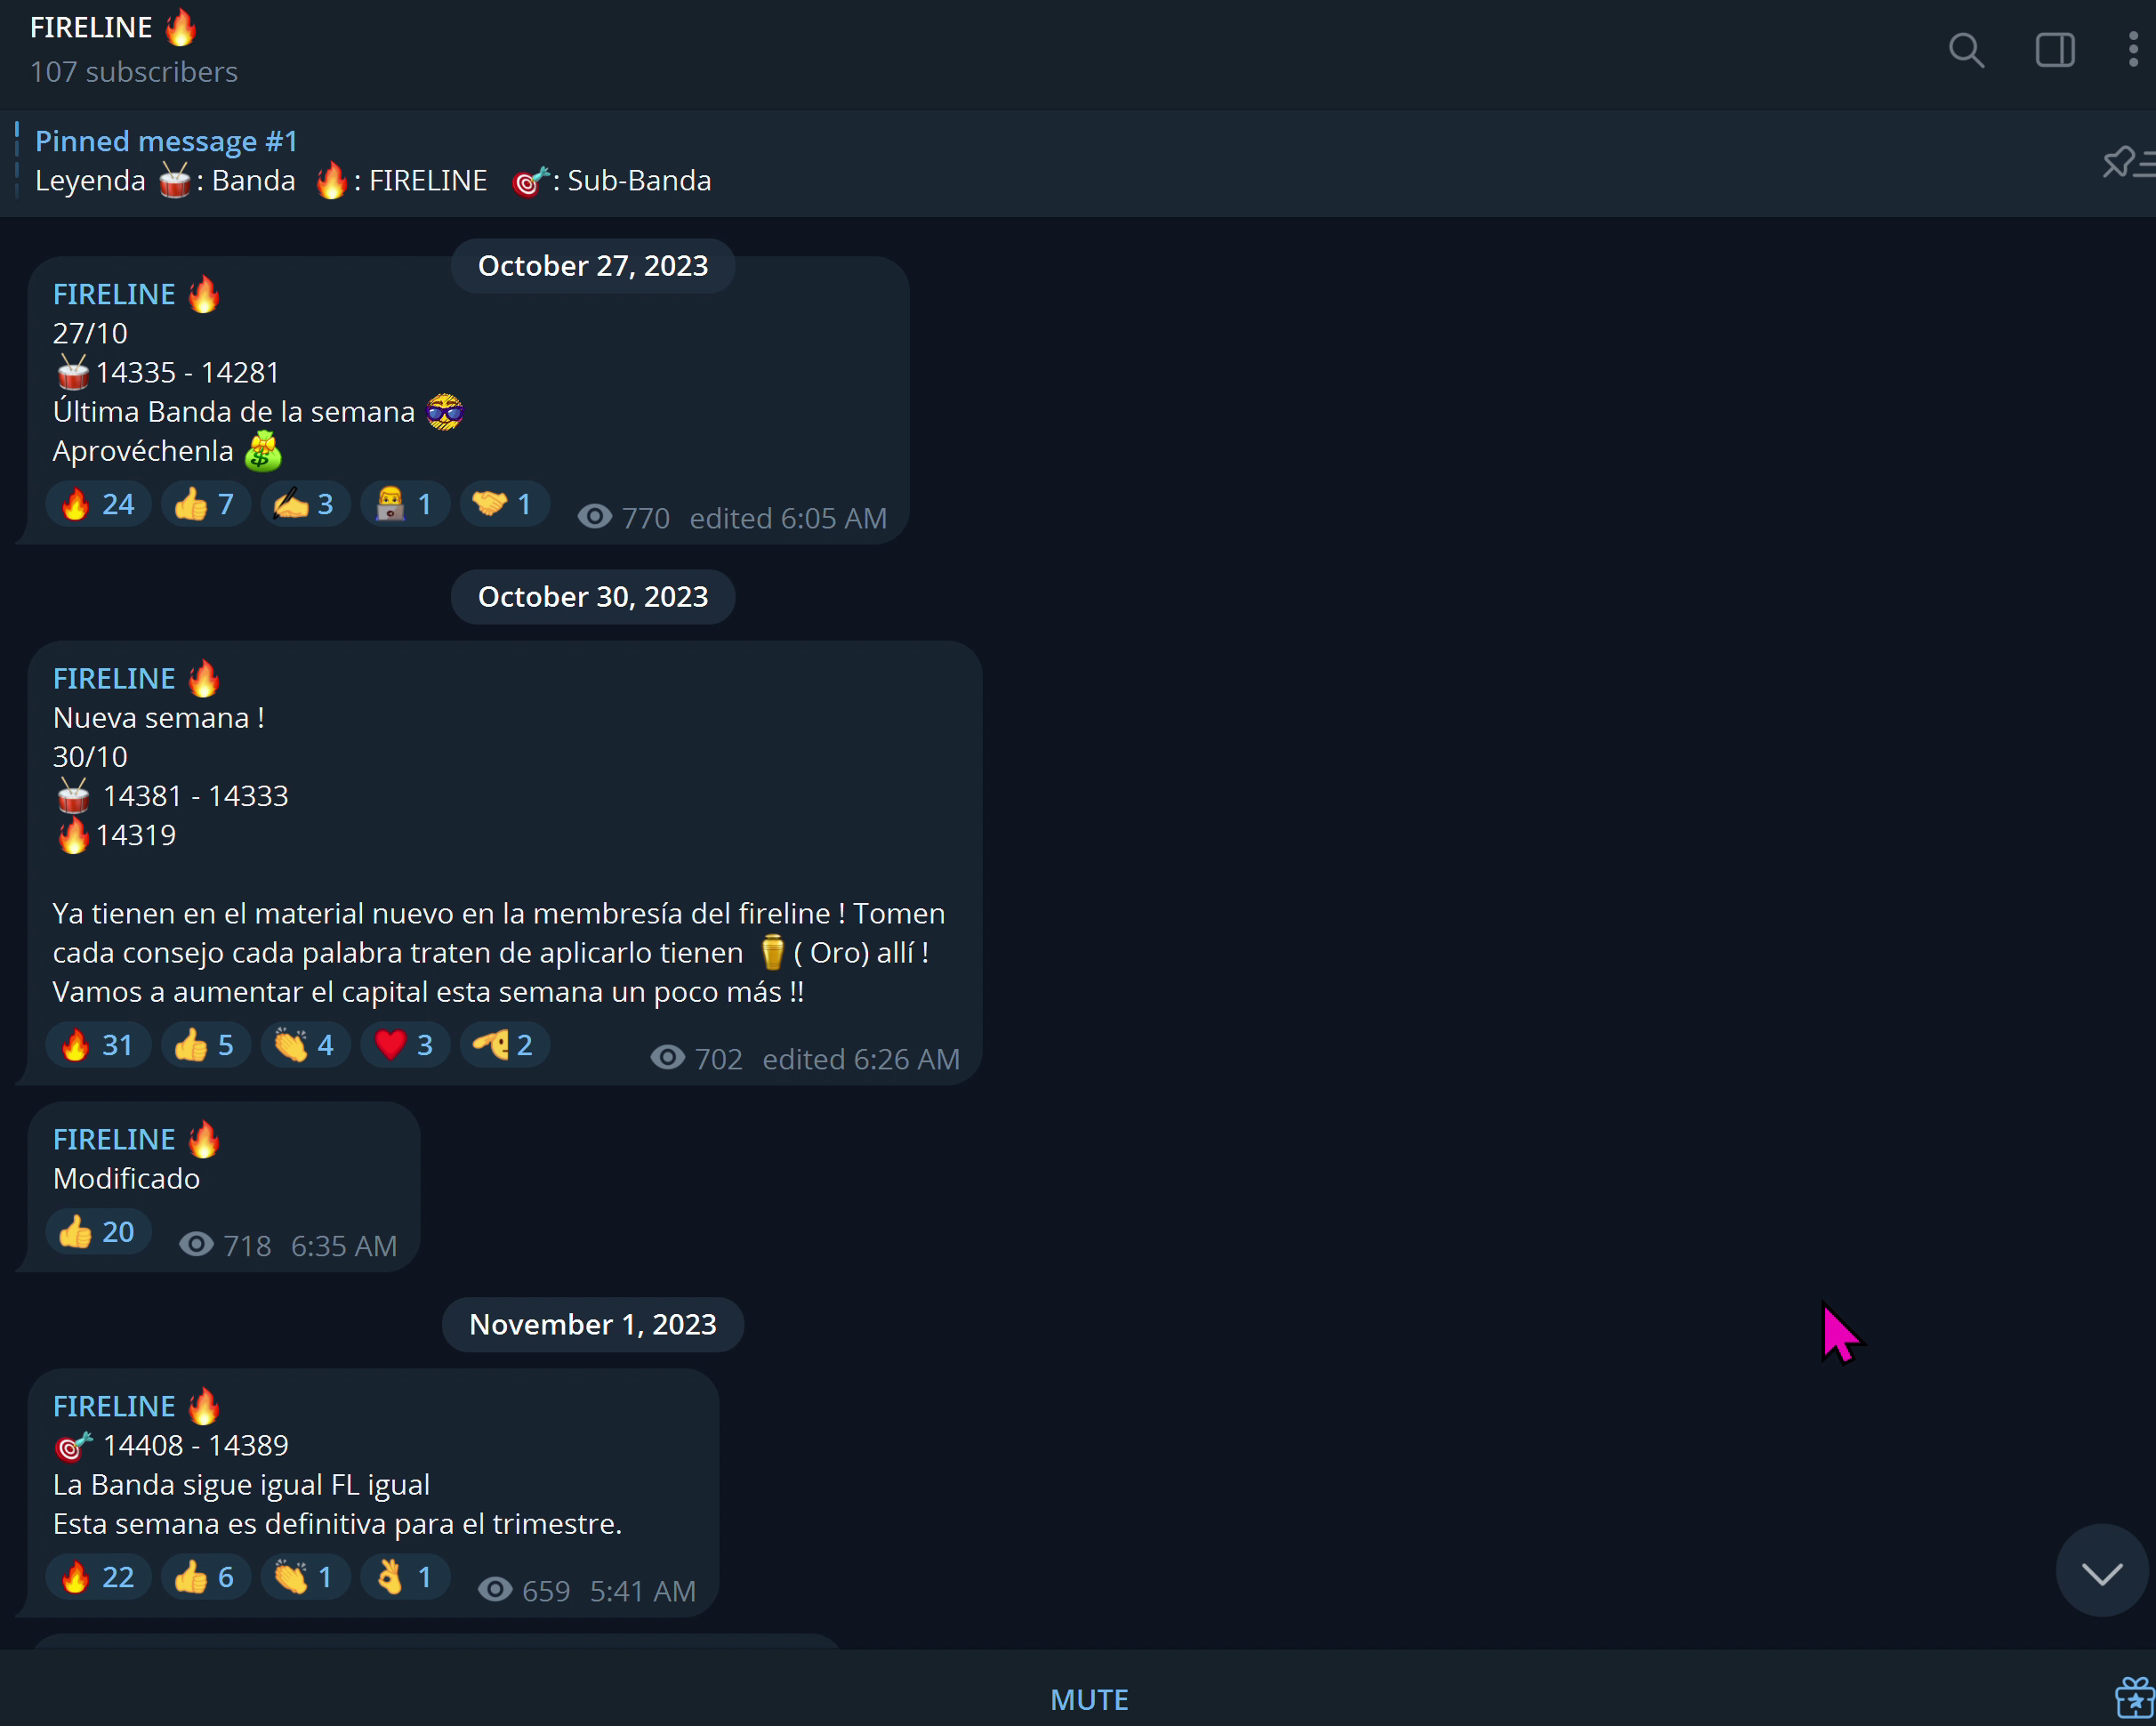 FIRELINE 🔥
107 subscribers
Pinned message #1
Leyenda 🥁: Banda 🔥: FIRELINE 🎯: Sub-Banda
October 27, 2023
FIRELINE 🔥
27/10
🥁14335 - 14281
Última Banda de la semana 😎
Aprovéchenla 💰
🔥 24 👍 7 ✍️ 3 👨‍💻 1 🤝 1 770 edited 6:05 AM
October 30, 2023
FIRELINE 🔥
Nueva semana !
30/10
🥁 14381 - 14333
🔥14319
Ya tienen en el material nuevo en la membresía del fireline ! Tomen
cada consejo cada palabra traten de aplicarlo tienen ⚱️( Oro) allí !
Vamos a aumentar el capital esta semana un poco más !!
🔥 31 👍 5 👏 4 ❤️ 3 🫡 2 702 edited 6:26 AM
FIRELINE 🔥
Modificado
👍 20 718 6:35 AM
November 1, 2023
FIRELINE 🔥
🎯 14408 - 14389
La Banda sigue igual FL igual
Esta semana es definitiva para el trimestre.
🔥 22 👍 6 👏 1 👌 1 659 5:41 AM
MUTE